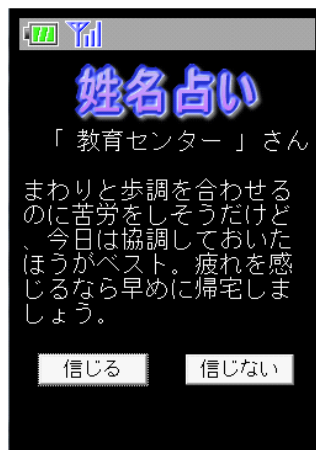 姓名占い
「 教育センター 」さん
まわりと歩調を合わせる
のに苦労をしそうだけど
、今日は協調しておいた
ほうがベスト。疲れを感
じるなら早めに帰宅しま
しょう。
信じる 信じない